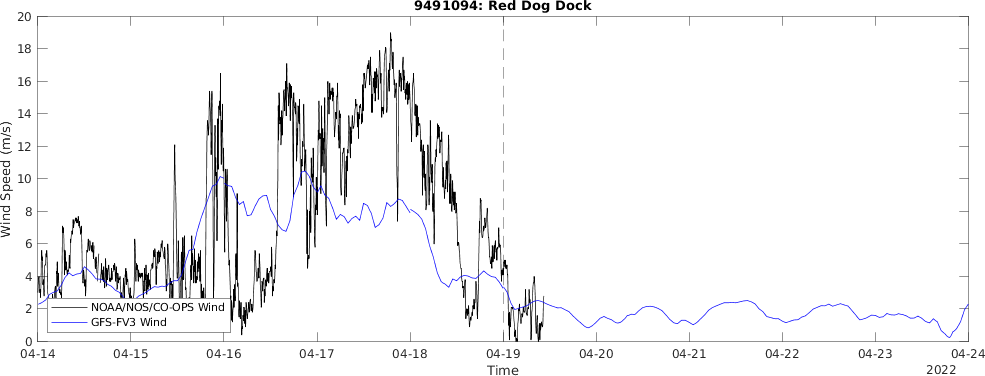 9491094: Red Dog Dock
20
18
16
14
12
10
8
6
4
2
0
Wind Speed (m/s)
NOAA/NOS/CO-OPS Wind
GFS-FV3 Wind
04-14 04-15 04-16 04-17 04-18 04-19 04-20 04-21 04-22 04-23 04-24
Time
2022